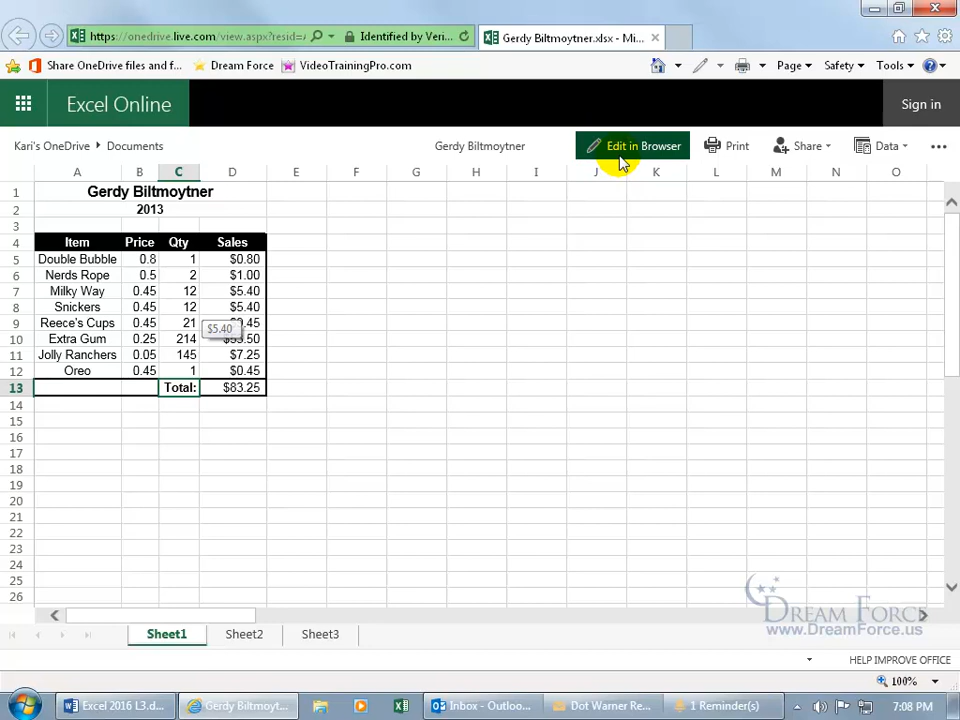 https://onedrive.live.com/view.aspx?resid= Identified by Veri... Gerdy Biltmoytner.xlsx - Mi...
Share OneDrive files and f... Dream Force VideoTrainingPro.com Page Safety Tools
Excel Online Sign in
Kari's OneDrive Documents Gerdy Biltmoytner Edit in Browser Print Share Data
A B C D E F G H I J K L M N O
1 Gerdy Biltmoytner
2 2013
3
4 Item Price Qty Sales
5 Double Bubble 0.8 1 $0.80
6 Nerds Rope 0.5 2 $1.00
7 Milky Way 0.45 12 $5.40
8 Snickers 0.45 12 $5.40
9 Reece's Cups 0.45 21 .45
$5.40
10 Extra Gum 0.25 214 .50
11 Jolly Ranchers 0.05 145 $7.25
12 Oreo 0.45 1 $0.45
13 Total: $83.25
14
15
16
17
18
19
20
21
22
23
24
25
26
DREAM FORCE
www.DreamForce.us
Sheet1 Sheet2 Sheet3
HELP IMPROVE OFFICE
100%
Excel 2016 L3.d... Gerdy Biltmoyt... Inbox - Outloo... Dot Warner Re... 1 Reminder(s) 7:08 PM